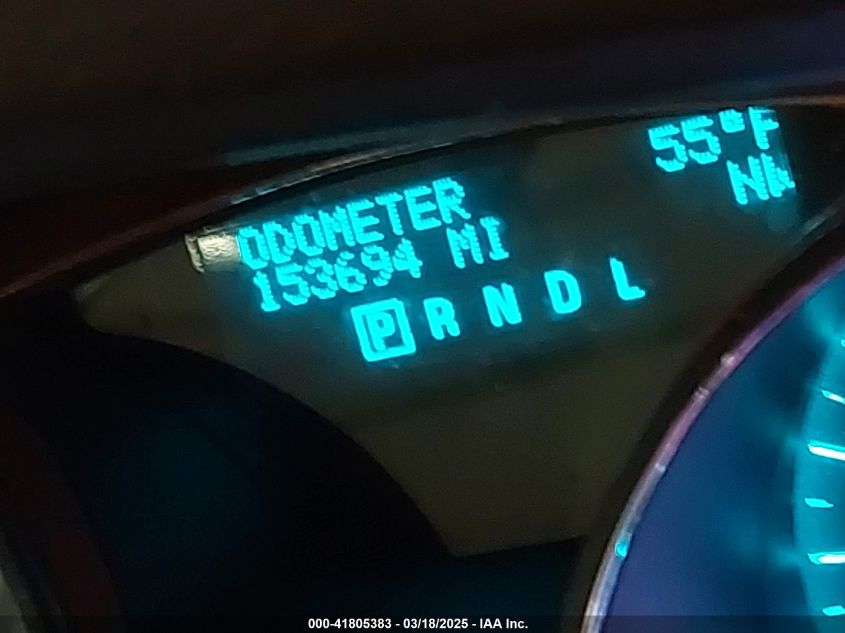 ODOMETER
153694 MI
55°F
NW
P R N D L
000-41805383 - 03/18/2025 - IAA Inc.